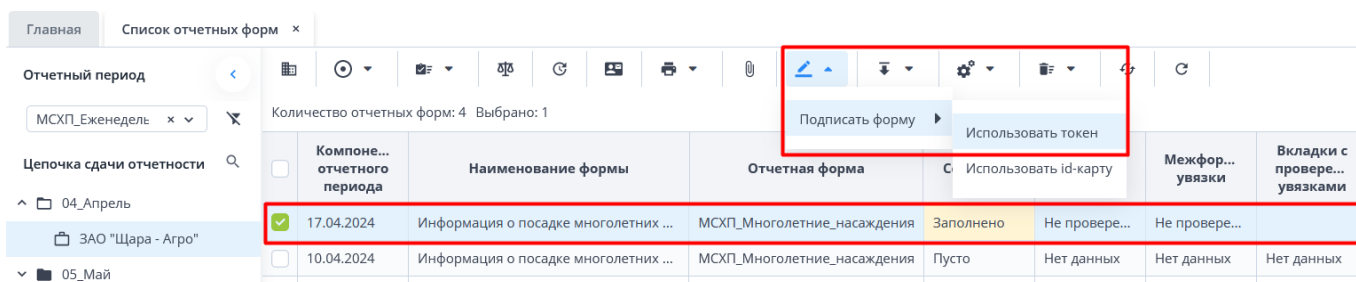 Главная
Список отчетных форм ×
Отчетный период
Количество отчетных форм: 4 Выбрано: 1
МСХП_Еженедель
Подписать форму
Использовать токен
Использовать id-карту
Цепочка сдачи отчетности
Компоне...
отчетного
периода
Наименование формы
Отчетная форма
Межфор...
увязки
Вкладки с
провере...
увязками
04_Апрель
17.04.2024 Информация о посадке многолетних ... МСХП_Многолетние_насаждения Заполнено Не провере... Не провере...
ЗАО "Щара - Агро"
10.04.2024 Информация о посадке многолетних ... МСХП_Многолетние_насаждения Пусто Нет данных Нет данных Нет данных
05_Май